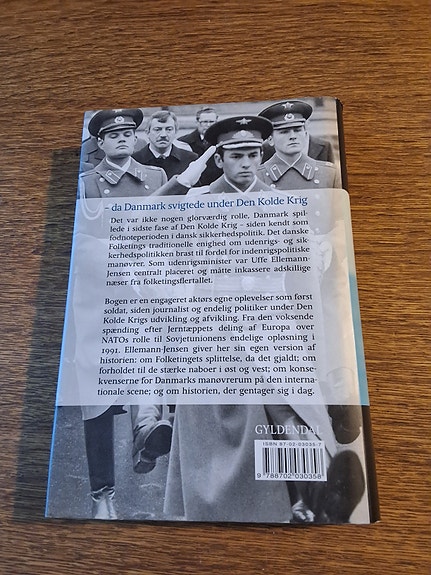 – da Danmark svigtede under Den Kolde Krig
Det var ikke nogen glorværdig rolle, Danmark spil-
lede i sidste fase af Den Kolde Krig – siden kendt som
fodnoteperioden i dansk sikkerhedspolitik. Det danske
Folketings traditionelle enighed om udenrigs- og sik-
kerhedspolitikken brast til fordel for indenrigspolitiske
manøvrer. Som udenrigsminister var Uffe Ellemann-
Jensen centralt placeret og måtte inkassere adskillige
næser fra folketingsflertallet.
Bogen er en engageret aktørs egne oplevelser som først
soldat, siden journalist og endelig politiker under Den
Kolde Krigs udvikling og afvikling. Fra den voksende
spænding efter Jerntæppets deling af Europa over
NATOs rolle til Sovjetunionens endelige opløsning i
1991. Ellemann-Jensen giver her sin egen version af
historien: om Folketingets splittelse, da det gjaldt; om
forholdet til de stærke naboer i øst og vest; om konse-
kvenserne for Danmarks manøvrerum på den interna-
tionale scene; og om historien, der gentager sig i dag.
GYLDENDAL
ISBN 87-02-03035-7
9 788702 030358